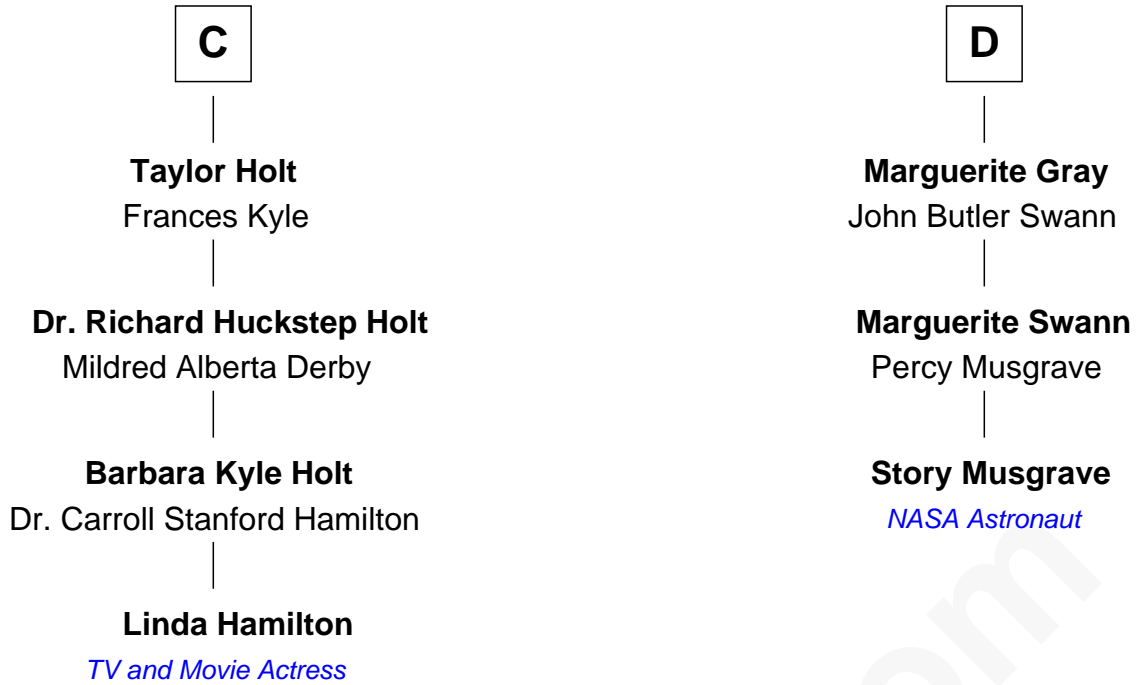 C
Taylor Holt
Frances Kyle
Dr. Richard Huckstep Holt
Mildred Alberta Derby
Barbara Kyle Holt
Dr. Carroll Stanford Hamilton
Linda Hamilton
TV and Movie Actress
D
Marguerite Gray
John Butler Swann
Marguerite Swann
Percy Musgrave
Story Musgrave
NASA Astronaut
om